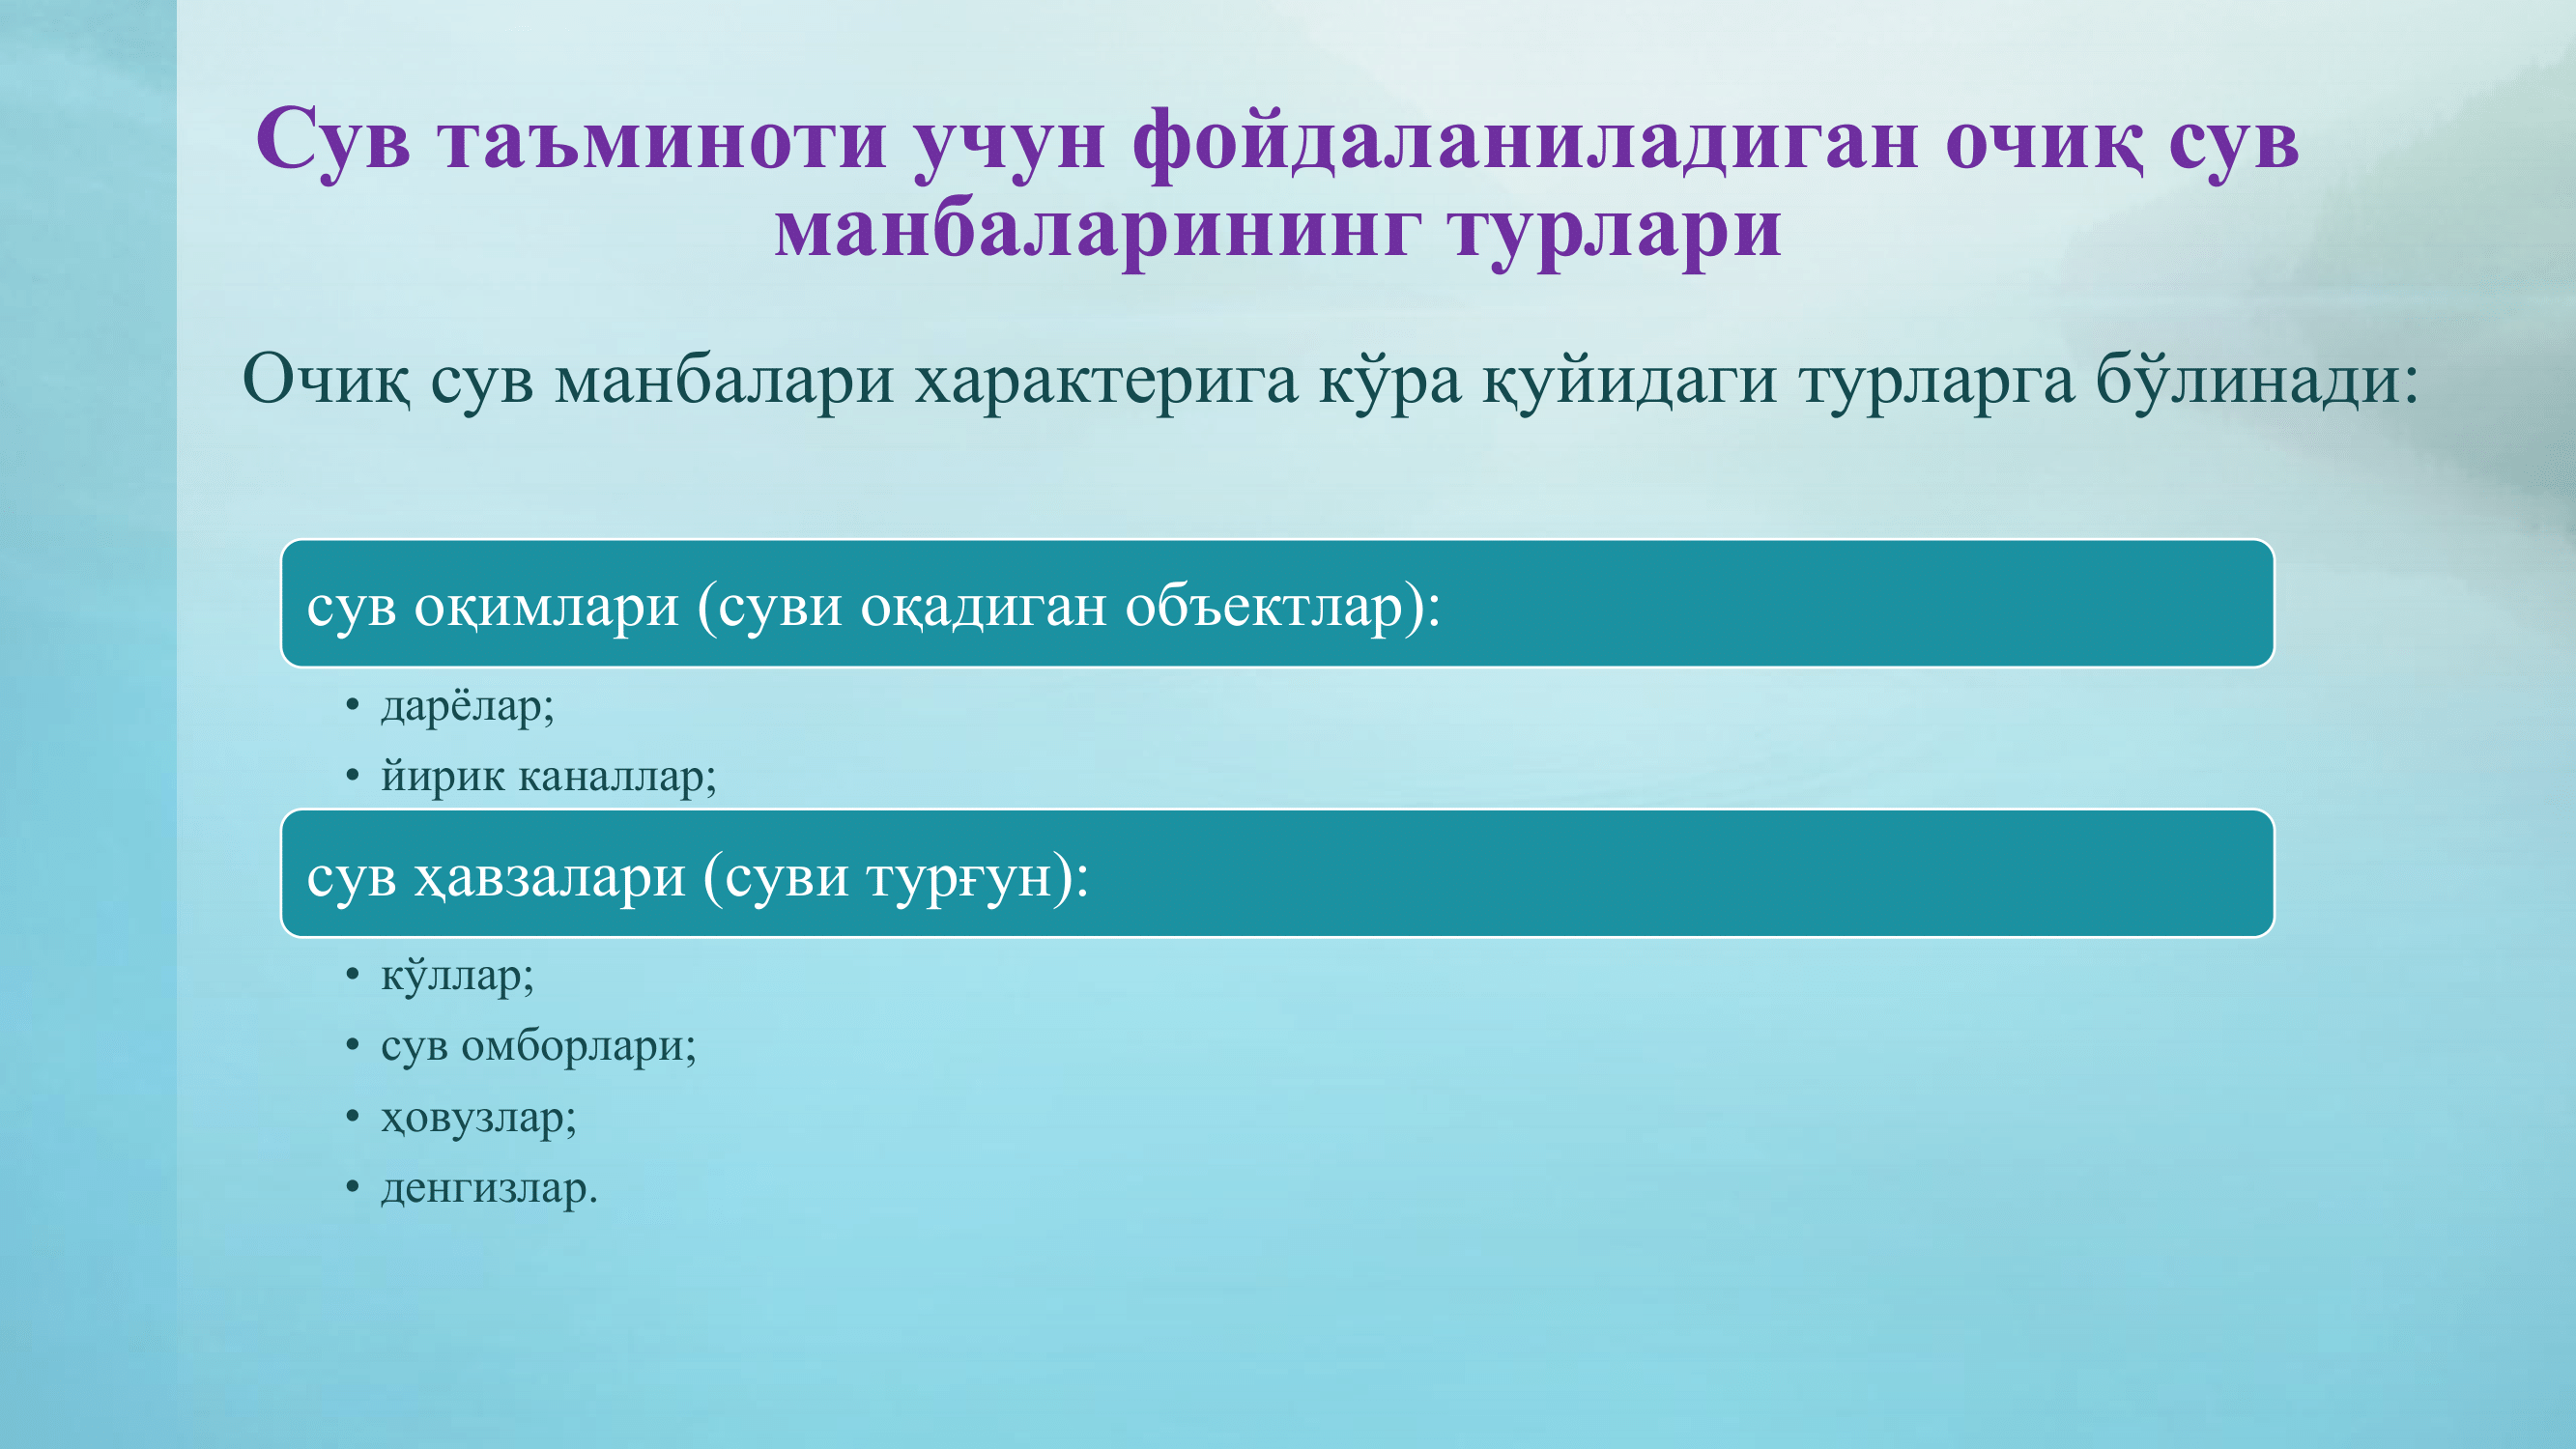 Сув таъминоти учун фойдаланиладиган очиқ сув
манбаларининг турлари
Очиқ сув манбалари характерига кўра қуйидаги турларга бўлинади:
сув оқимлари (суви оқадиган объектлар):
• дарёлар;
• йирик каналлар;
сув ҳавзалари (суви турғун):
• кўллар;
• сув омборлари;
• ҳовузлар;
• денгизлар.